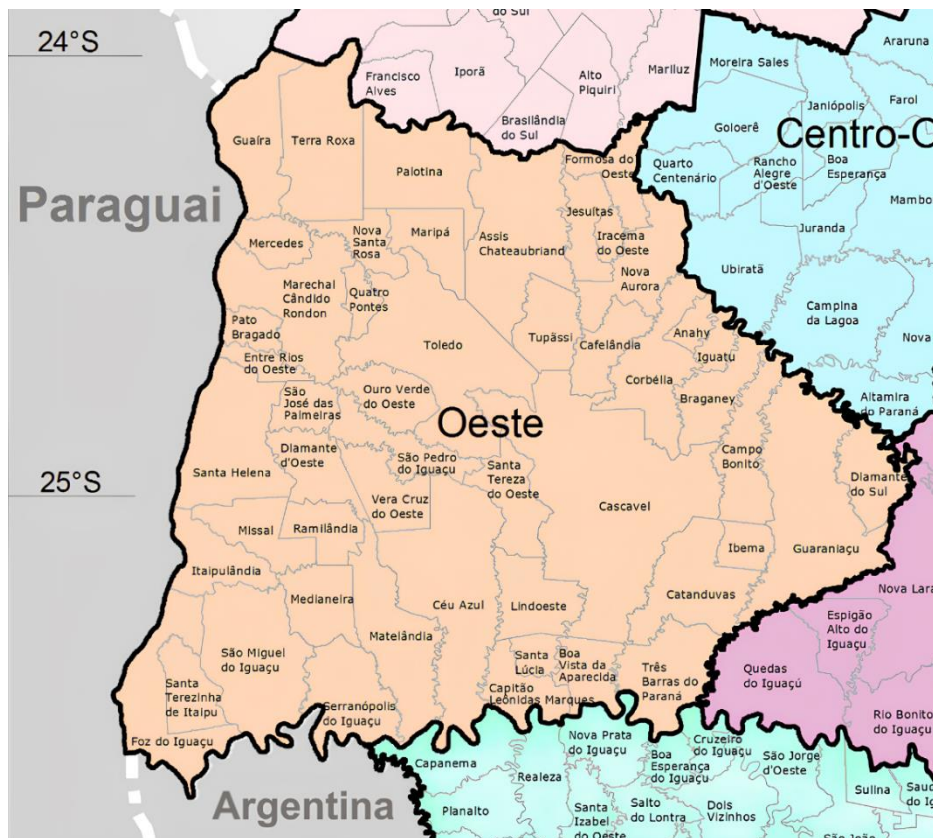 do Sul
24°S
Francisco
Alves
Iporã
Alto
Piquiri
Mariluz
Brasilândia
do Sul
Moreira Sales
Araruna
Janiópolis
Farol
Goioerê
Centro-O
Quarto
Centenário
Rancho
Alegre
d'Oeste
Boa
Esperança
Mambo
Juranda
Ubiratã
Campina
da Lagoa
Nova
Altamira
do Paraná
Paraguai
Guaíra
Terra Roxa
Palotina
Formosa do
Oeste
Jesuítas
Iracema
do Oeste
Mercedes
Nova
Santa
Rosa
Maripá
Assis
Chateaubriand
Nova
Aurora
Marechal
Cândido
Rondon
Quatro
Pontes
Pato
Bragado
Toledo
Tupãssi
Cafelândia
Anahy
Iguatu
Entre Rios
do Oeste
Corbélia
Braganey
São
José das
Palmeiras
Ouro Verde
do Oeste
Oeste
Diamante
d'Oeste
São Pedro
do Iguaçu
Santa
Tereza
do Oeste
Campo
Bonito
Diamante
do Sul
25°S
Santa Helena
Vera Cruz
do Oeste
Cascavel
Missal
Ramilândia
Ibema
Guaraniaçu
Itaipulândia
Medianeira
Céu Azul
Lindoeste
Catanduvas
Nova Lara
Matelândia
Espigão
Alto do
Iguaçu
São Miguel
do Iguaçu
Santa
Lúcia
Boa
Vista da
Aparecida
Três
Barras do
Paraná
Quedas
do Iguaçú
Santa
Terezinha
de Itaipu
Capitão
Leônidas Marques
Serranópolis
do Iguaçu
Rio Bonito
do Iguaçu
Foz do Iguaçu
Capanema
Nova Prata
do Iguaçu
Cruzeiro
do Iguaçu
Boa
Esperança
do Iguaçu
São Jorge
d'Oeste
Realeza
Sulina
Saud
do Ig
Argentina
Planalto
Santa
Izabel
do Oeste
Salto
do Lontra
Dois
Vizinhos